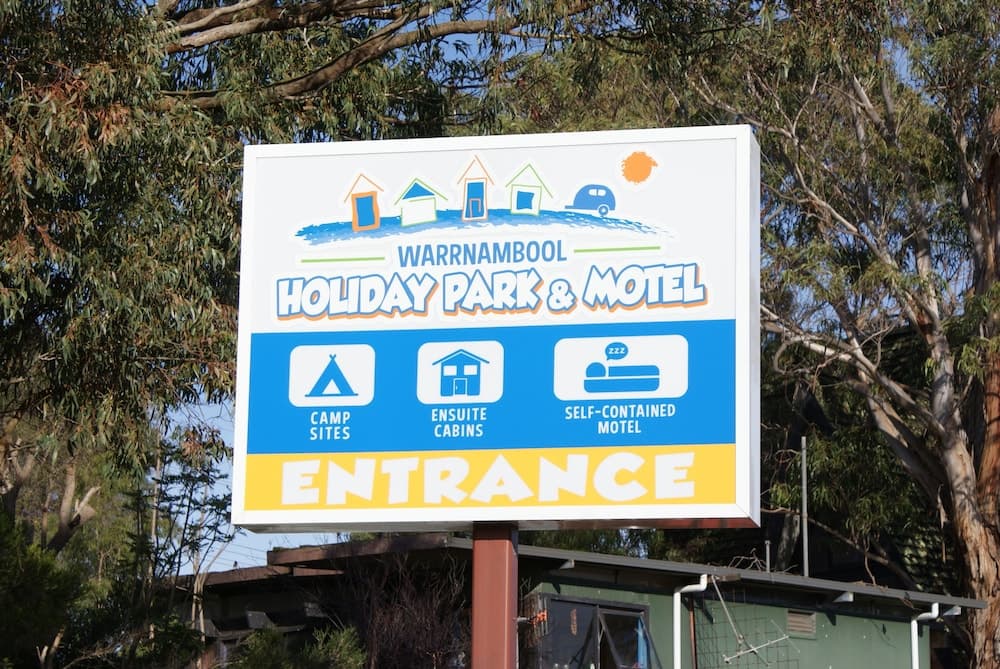 WARRNAMBOOL
HOLIDAY PARK & MOTEL
CAMP
SITES
ENSUITE
CABINS
zzz
SELF-CONTAINED
MOTEL
ENTRANCE